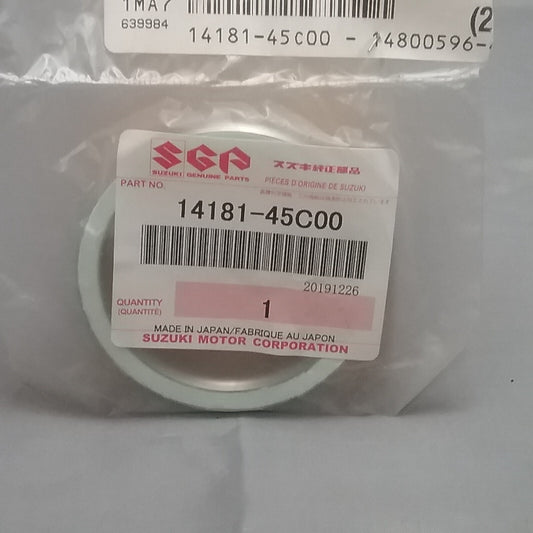 1MA7
639984
(2
14181-45C00 - 14800596-
SGP
SUZUKI GENUINE PARTS
スズキ純正部品
PIÈCES D'ORIGINE DE SUZUKI
PART NO.
14181-45C00
20191226
QUANTITY
(QUANTITÉ)
1
MADE IN JAPAN/FABRIQUE AU JAPON
SUZUKI MOTOR CORPORATION